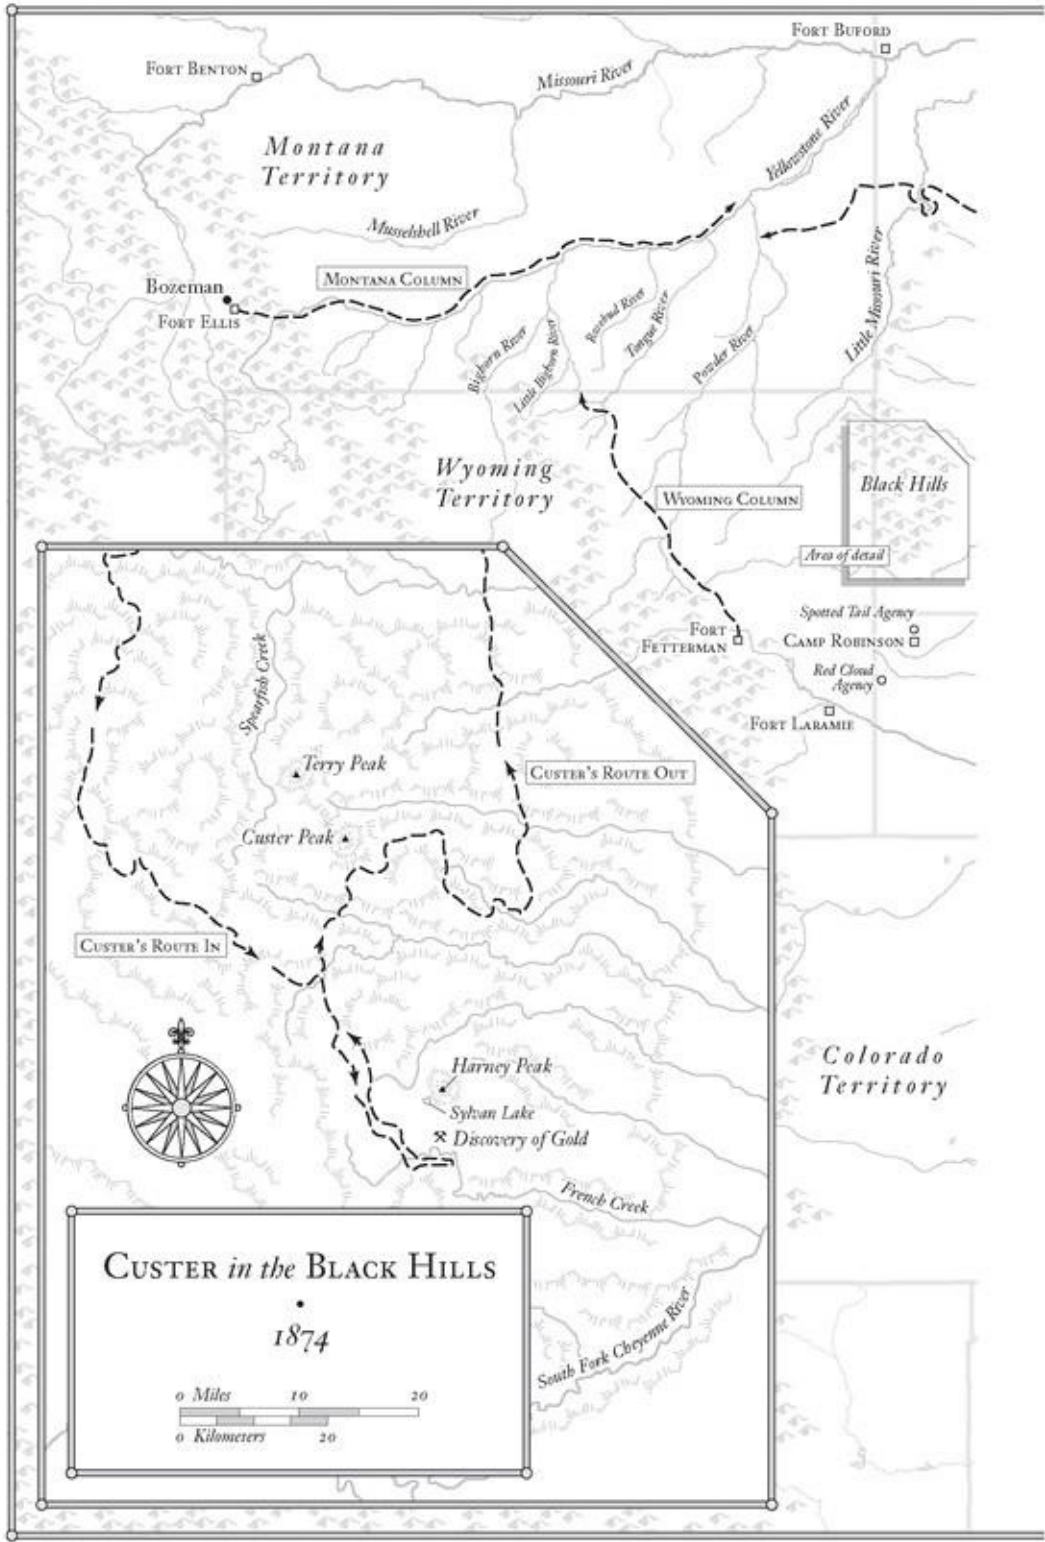 Fort Buford
Fort Benton
Missouri River
Montana
Territory
Yellowstone River
Musselshell River
Montana Column
Bozeman
Fort Ellis
Little Missouri River
Rosebud River
Tongue River
Bighorn River
Little Bighorn River
Powder River
Wyoming
Territory
Black Hills
Wyoming Column
Area of detail
Spotted Tail Agency
Fort
Fetterman
Camp Robinson
Red Cloud
Agency
Fort Laramie
Spearfish Creek
Terry Peak
Custer's Route Out
Custer Peak
Custer's Route In
Colorado
Territory
Harney Peak
Sylvan Lake
Discovery of Gold
French Creek
Custer in the Black Hills
1874
South Fork Cheyenne River
0 Miles 10 20
0 Kilometers 20